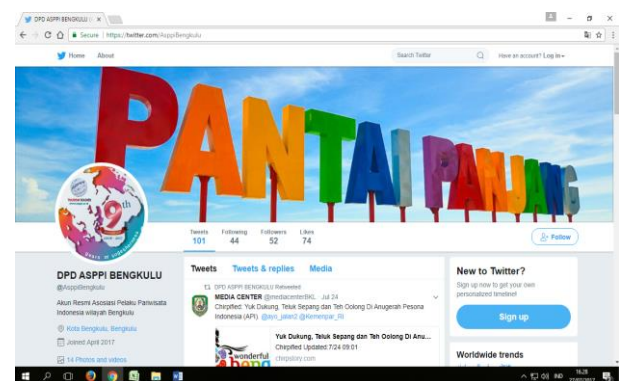 DPD ASPPI BENGKULU
Secure https://twitter.com/AsppiBengkulu
Home About Search Twitter Have an account? Log in
PANTAI PANJANG
9th
Tweets Following Followers Likes
101 44 52 74
Follow
DPD ASPPI BENGKULU
@AsppiBengkulu
Akun Resmi Asosiasi Pelaku Pariwisata
Indonesia wilayah Bengkulu
Kota Bengkulu, Bengkulu
Joined April 2017
14 Photos and videos
Tweets Tweets & replies Media
DPD ASPPI BENGKULU Retweeted
MEDIA CENTER @mediacenterBKL · Jul 24
Chirpified: Yuk Dukung, Teluk Sepang dan Teh Oolong Di Anugerah Pesona
Indonesia (API) @ayo_jalan2 @Kemenpar_RI
Yuk Dukung, Teluk Sepang dan Teh Oolong Di Anu...
Chirpified Updated 7/24 09:01
chirpstory.com
wonderful
New to Twitter?
Sign up now to get your own
personalized timeline!
Sign up
Worldwide trends
IND 16.29